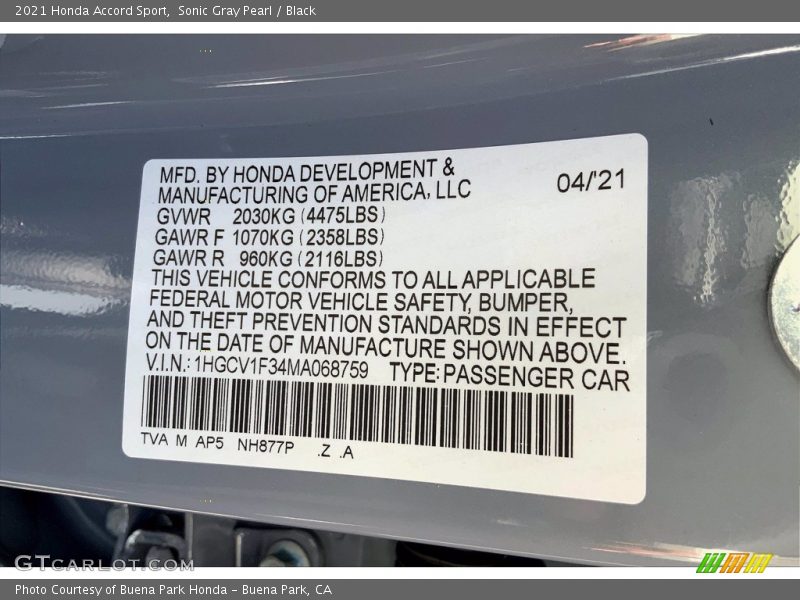 2021 Honda Accord Sport, Sonic Gray Pearl / Black
MFD. BY HONDA DEVELOPMENT &
MANUFACTURING OF AMERICA, LLC
04/'21
GVWR 2030KG (4475LBS)
GAWR F 1070KG (2358LBS)
GAWR R 960KG (2116LBS)
THIS VEHICLE CONFORMS TO ALL APPLICABLE
FEDERAL MOTOR VEHICLE SAFETY, BUMPER,
AND THEFT PREVENTION STANDARDS IN EFFECT
ON THE DATE OF MANUFACTURE SHOWN ABOVE.
V.I.N.: 1HGCV1F34MA068759 TYPE: PASSENGER CAR
TVA M AP5 NH877P .Z .A
GTCARLOT.COM
Photo Courtesy of Buena Park Honda - Buena Park, CA